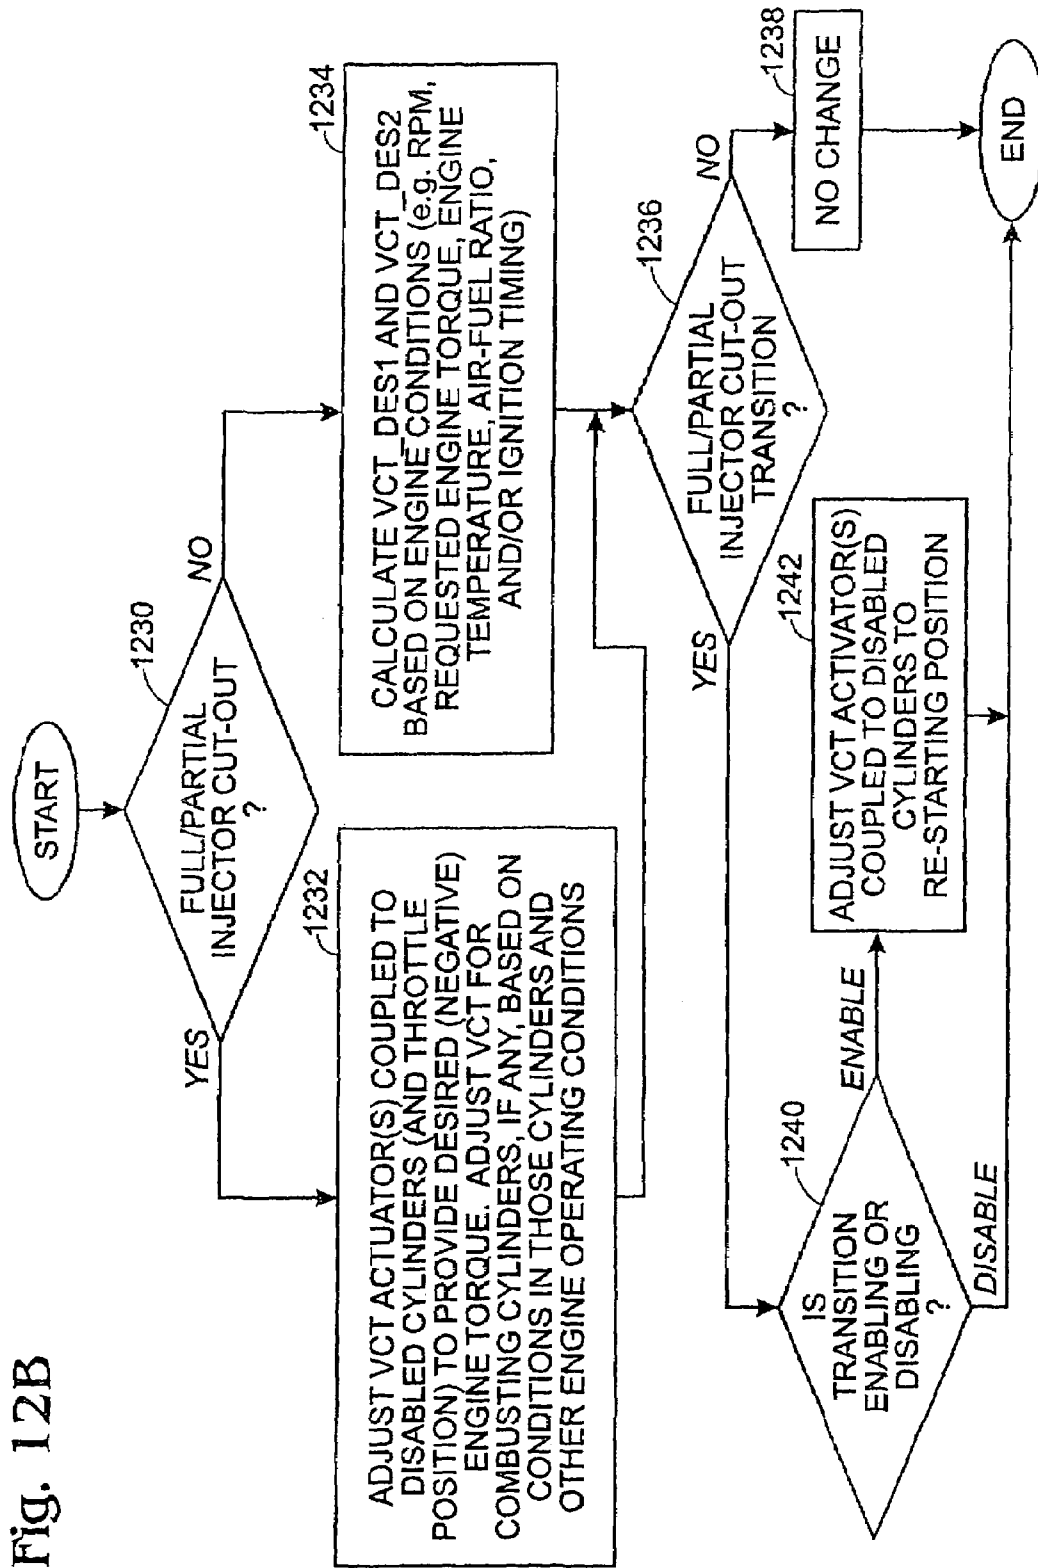 Fig. 12B
START
1230
FULL/PARTIAL
INJECTOR CUT-OUT
?
YES
NO
1232
ADJUST VCT ACTUATOR(S) COUPLED TO
DISABLED CYLINDERS (AND THROTTLE
POSITION) TO PROVIDE DESIRED (NEGATIVE)
ENGINE TORQUE. ADJUST VCT FOR
COMBUSTING CYLINDERS, IF ANY, BASED ON
CONDITIONS IN THOSE CYLINDERS AND
OTHER ENGINE OPERATING CONDITIONS
1234
CALCULATE VCT_DES1 AND VCT_DES2
BASED ON ENGINE CONDITIONS (e.g. RPM,
REQUESTED ENGINE TORQUE, ENGINE
TEMPERATURE, AIR-FUEL RATIO,
AND/OR IGNITION TIMING)
1236
FULL/PARTIAL
INJECTOR CUT-OUT
TRANSITION
?
YES
NO
1238
NO CHANGE
1240
IS
TRANSITION
ENABLING OR
DISABLING
?
ENABLE
DISABLE
1242
ADJUST VCT ACTIVATOR(S)
COUPLED TO DISABLED
CYLINDERS TO
RE-STARTING POSITION
END